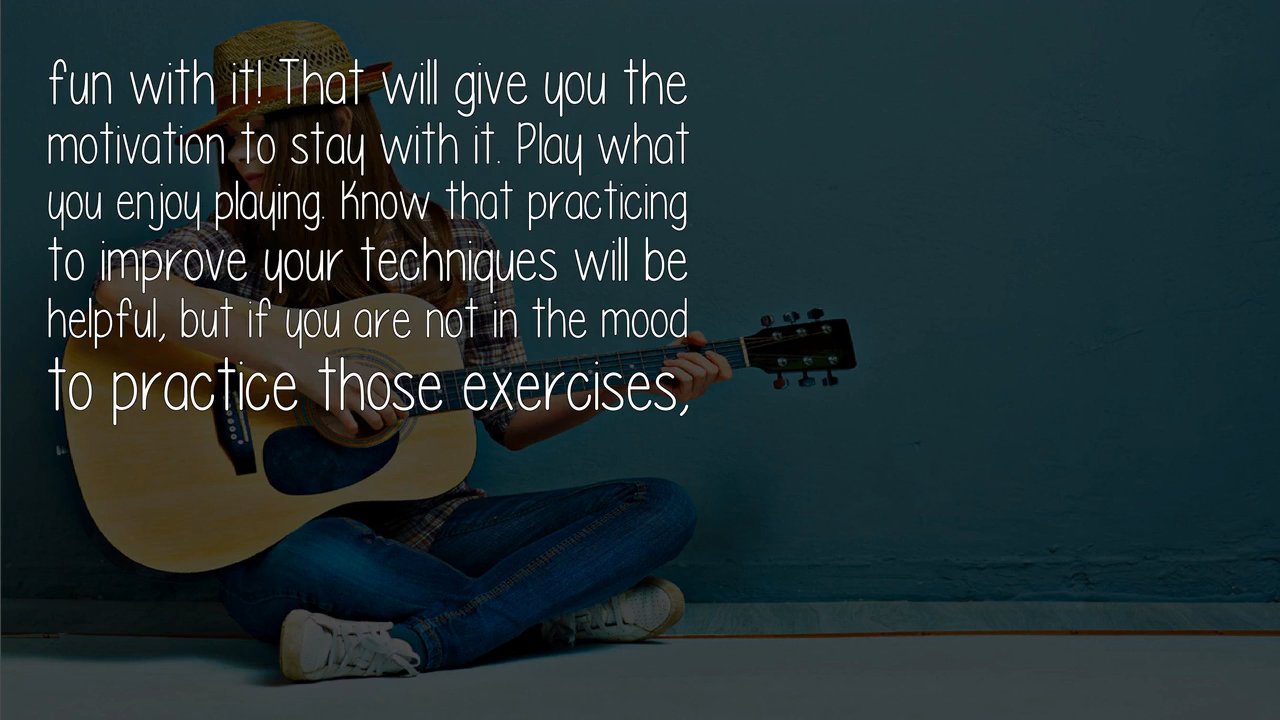 fun with it! That will give you the
motivation to stay with it. Play what
you enjoy playing. Know that practicing
to improve your techniques will be
helpful, but if you are not in the mood
to practice those exercises,